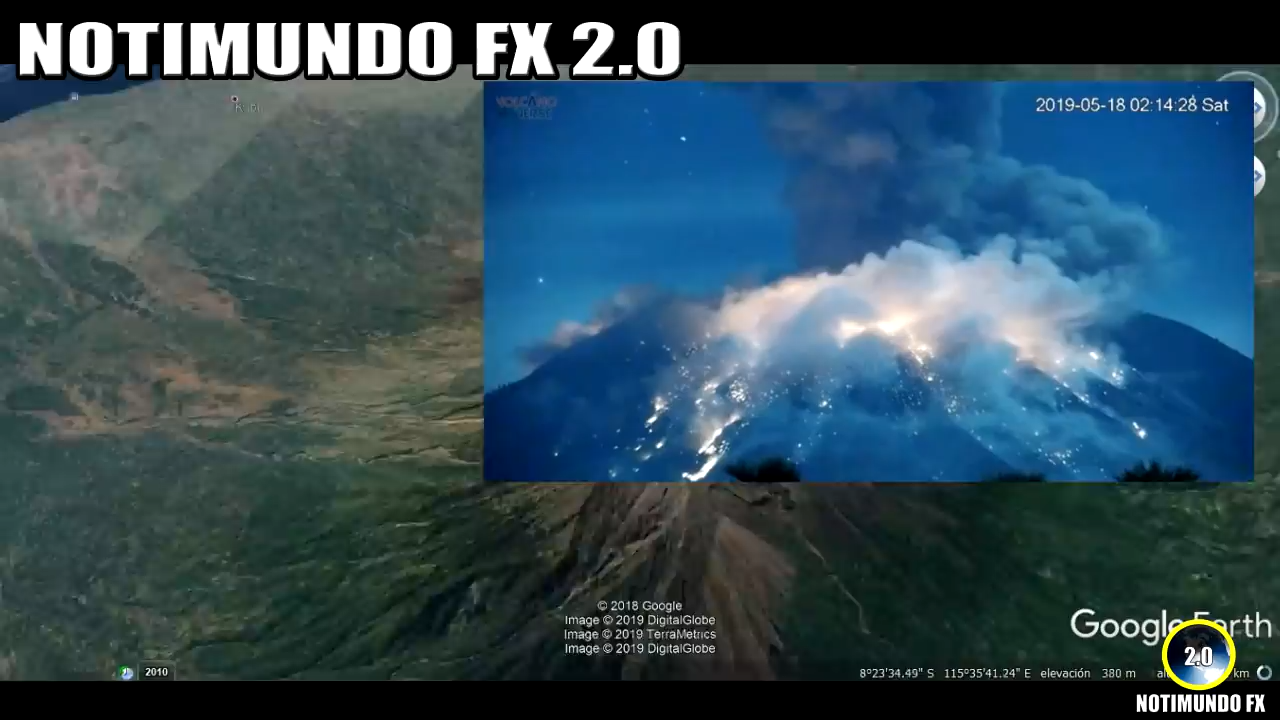 NOTIMUNDO FX 2.0
VOLCANO
2019-05-18 02:14:28 Sat
© 2018 Google
Image © 2019 DigitalGlobe
Image © 2019 TerraMetrics
Image © 2019 DigitalGlobe
Google Earth
2.0
2010
8°23'34.49" S 115°35'41.24" E elevación 380 m km
NOTIMUNDO FX